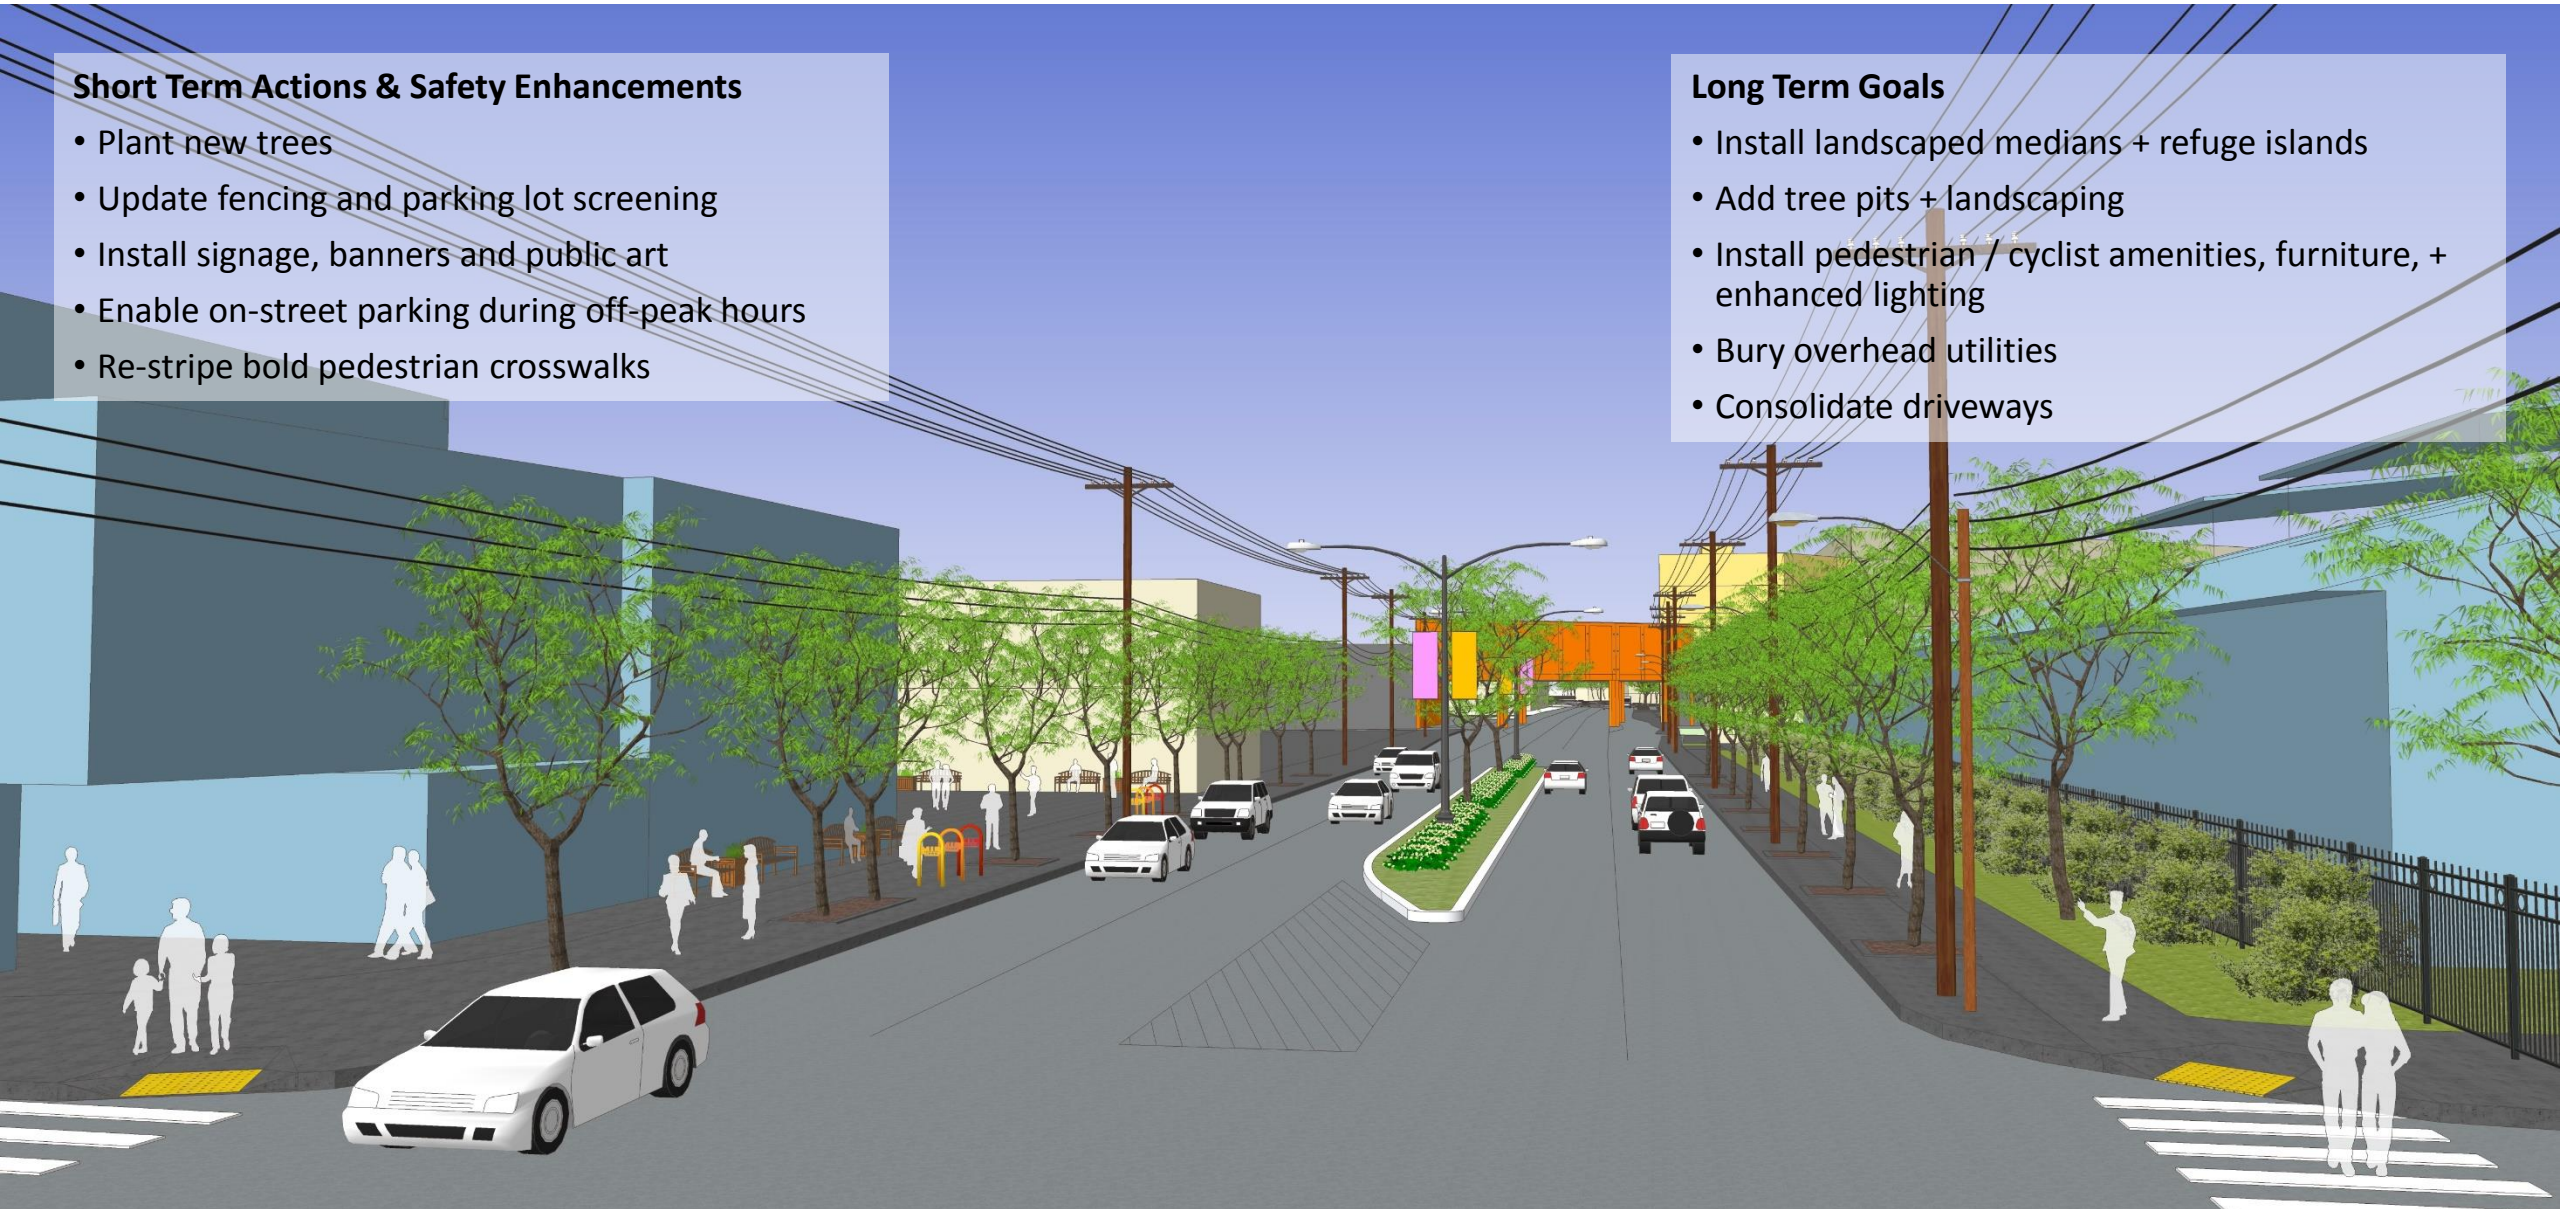 Short Term Actions & Safety Enhancements
• Plant new trees
• Update fencing and parking lot screening
• Install signage, banners and public art
• Enable on-street parking during off-peak hours
• Re-stripe bold pedestrian crosswalks
Long Term Goals
• Install landscaped medians + refuge islands
• Add tree pits + landscaping
• Install pedestrian / cyclist amenities, furniture, +
enhanced lighting
• Bury overhead utilities
• Consolidate driveways